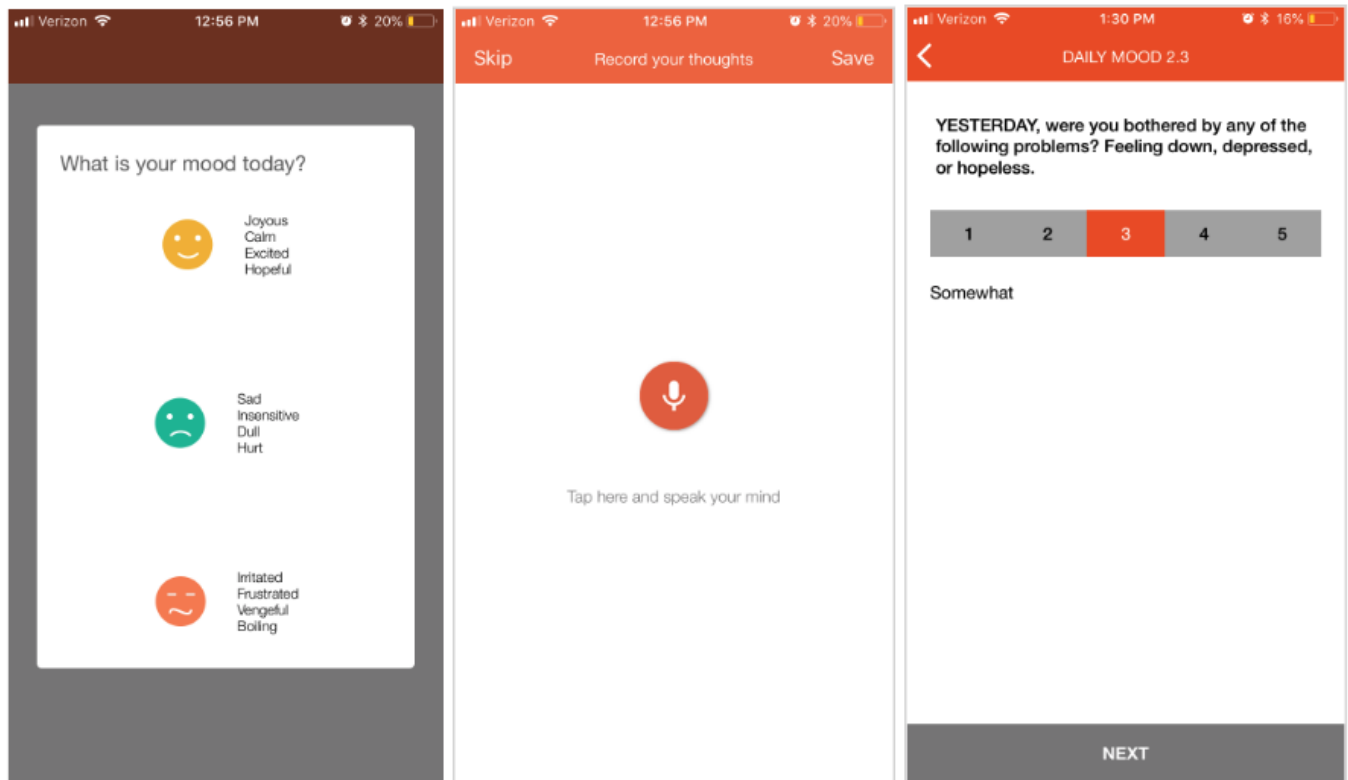 Verizon 12:56 PM 20%
What is your mood today?
Joyous
Calm
Excited
Hopeful
Sad
Insensitive
Dull
Hurt
Irritated
Frustrated
Vengeful
Boiling
Verizon 12:56 PM 20%
Skip Record your thoughts Save
Tap here and speak your mind
Verizon 1:30 PM 16%
DAILY MOOD 2.3
YESTERDAY, were you bothered by any of the
following problems? Feeling down, depressed,
or hopeless.
1 2 3 4 5
Somewhat
NEXT